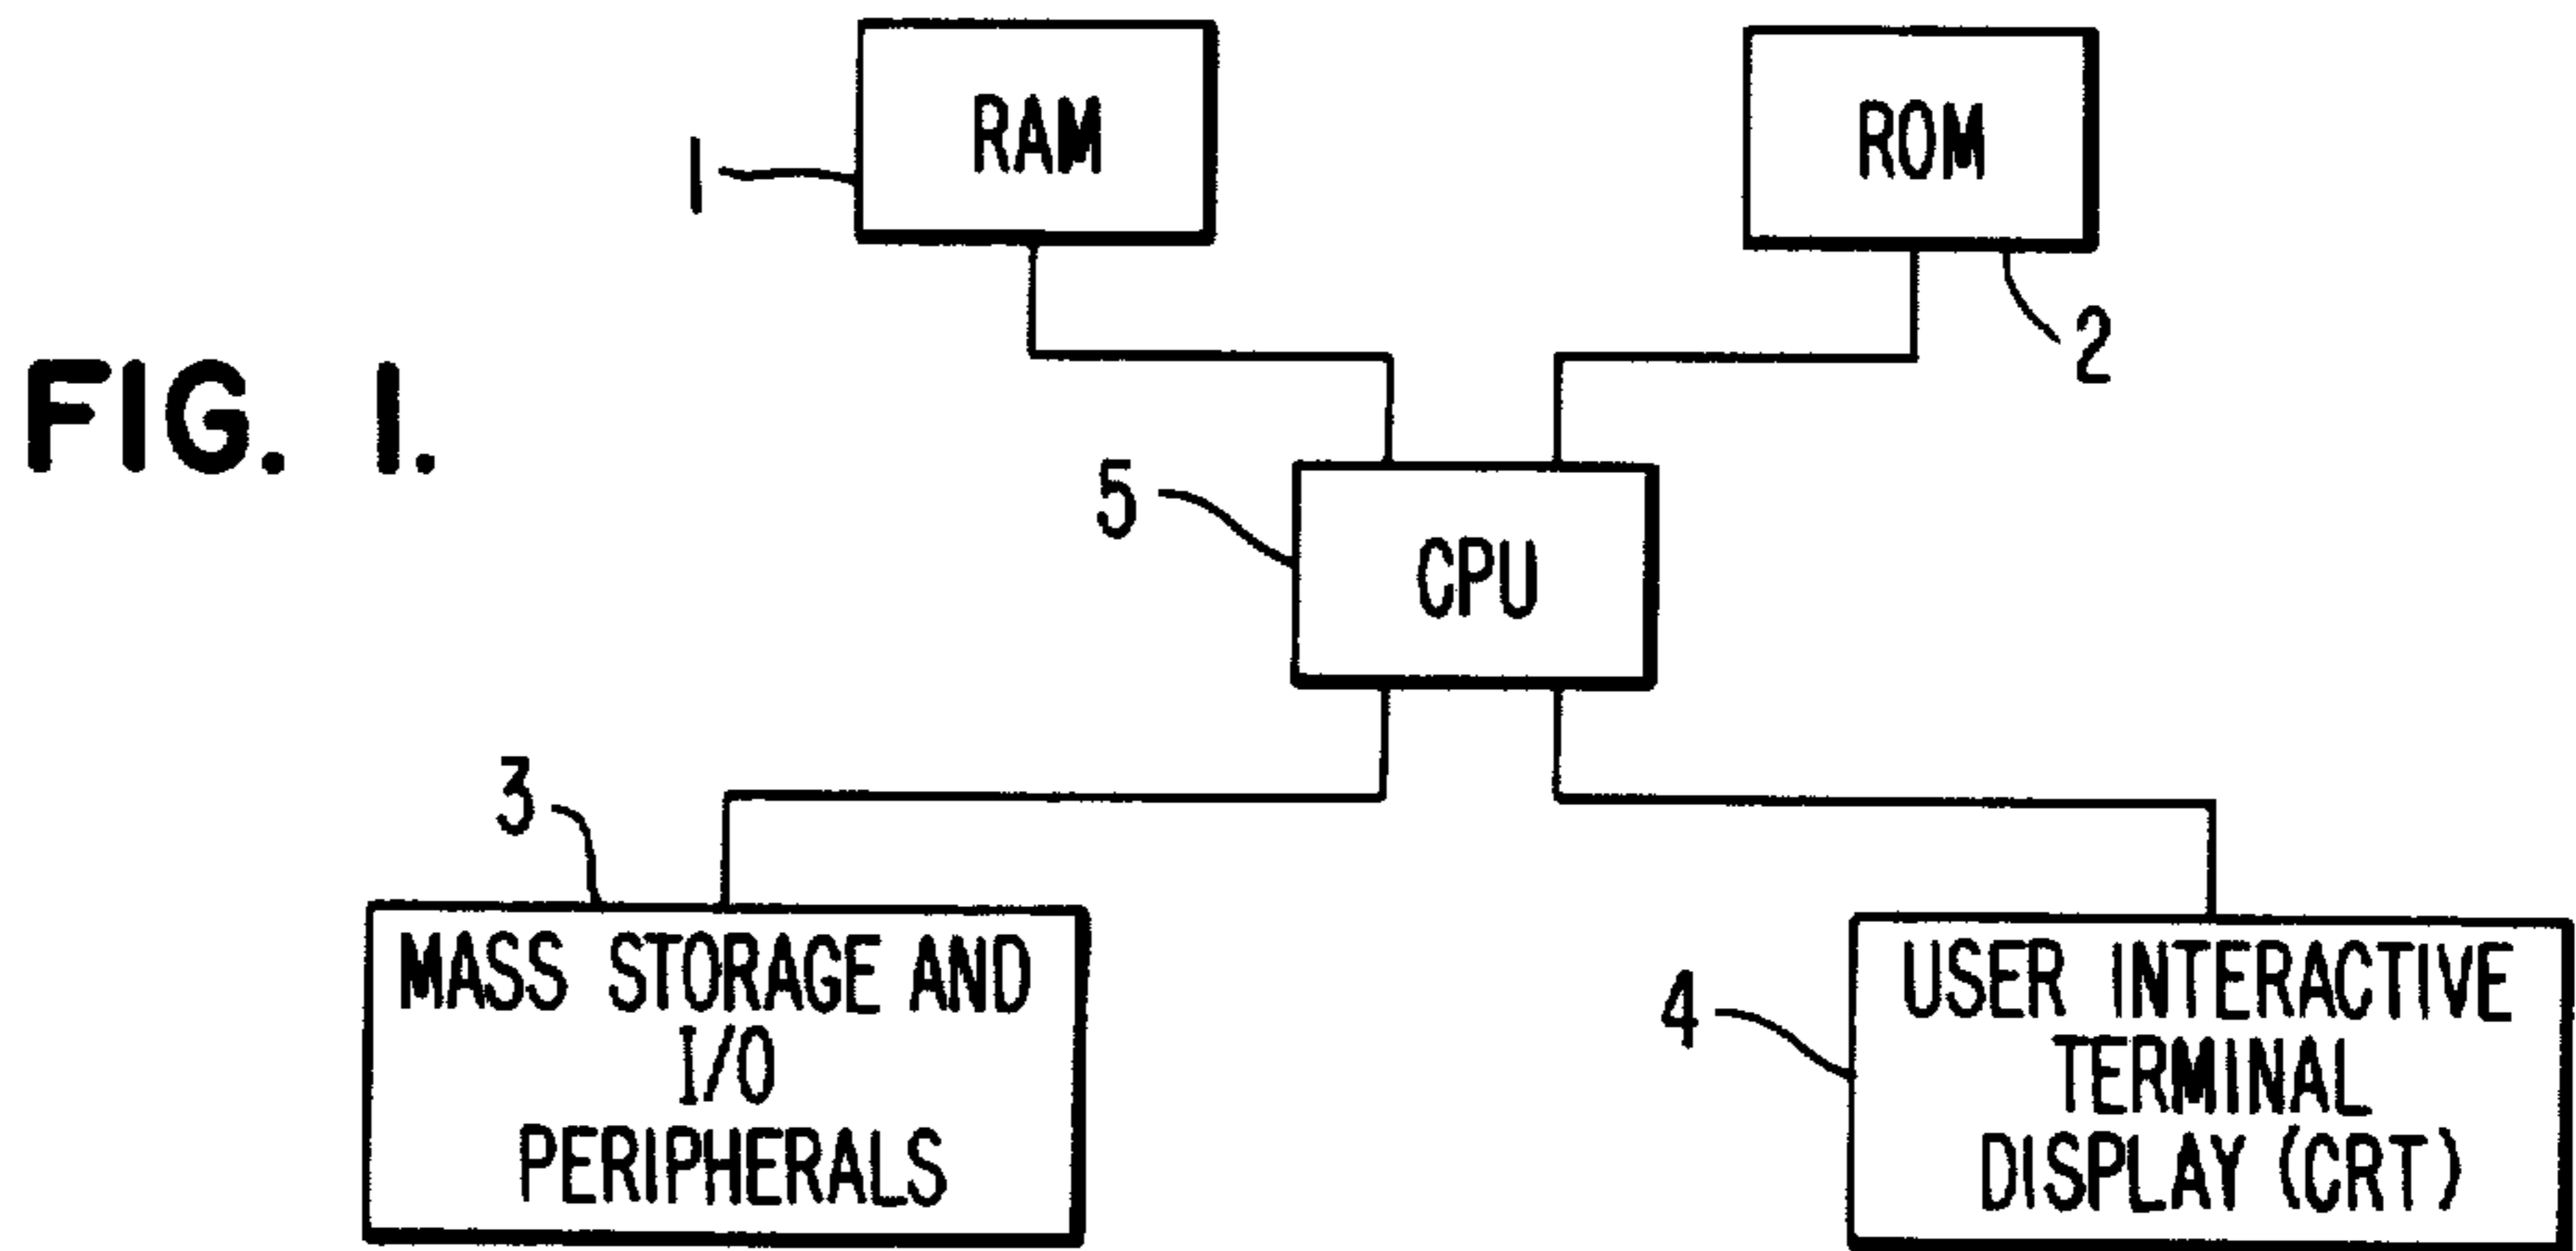 RAM
ROM
1
2
FIG. 1.
5
CPU
3
MASS STORAGE AND
I/O
PERIPHERALS
4
USER INTERACTIVE
TERMINAL
DISPLAY (CRT)